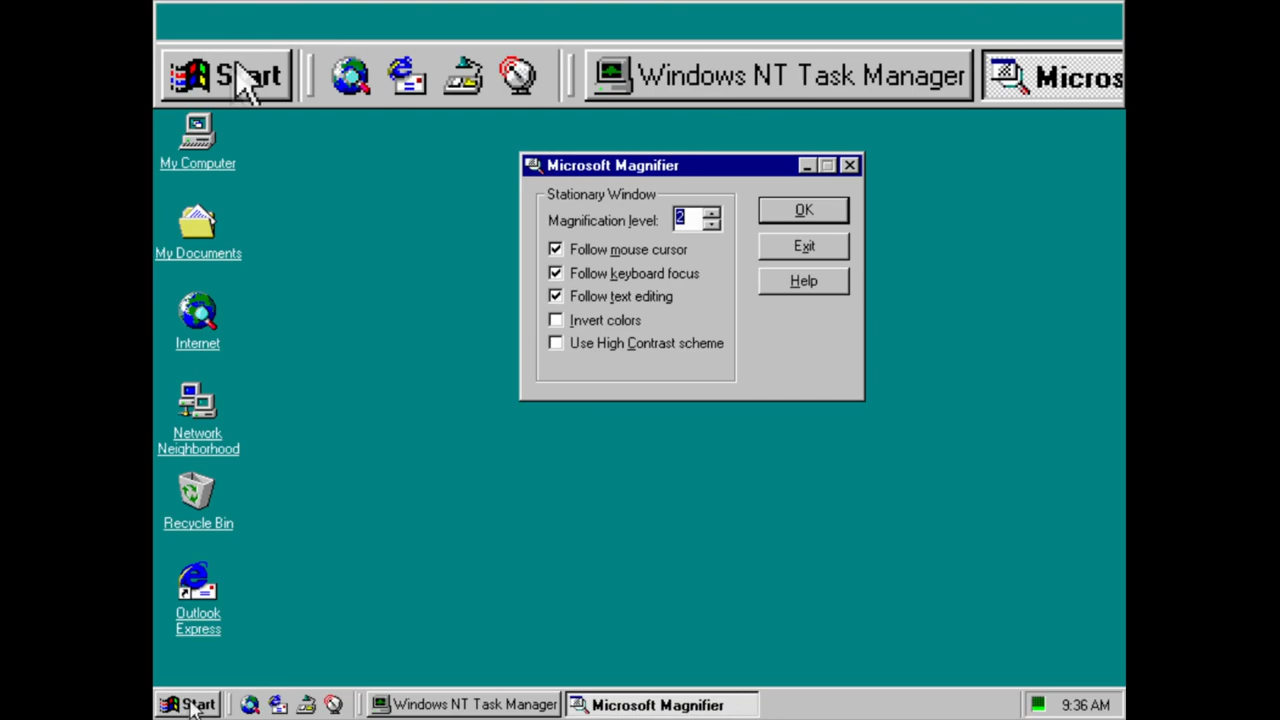 Start
Windows NT Task Manager
Micros
My Computer
My Documents
Internet
Network
Neighborhood
Recycle Bin
Outlook
Express
Microsoft Magnifier
Stationary Window
Magnification level: 2
Follow mouse cursor
Follow keyboard focus
Follow text editing
Invert colors
Use High Contrast scheme
OK
Exit
Help
Start
Windows NT Task Manager
Microsoft Magnifier
9:36 AM